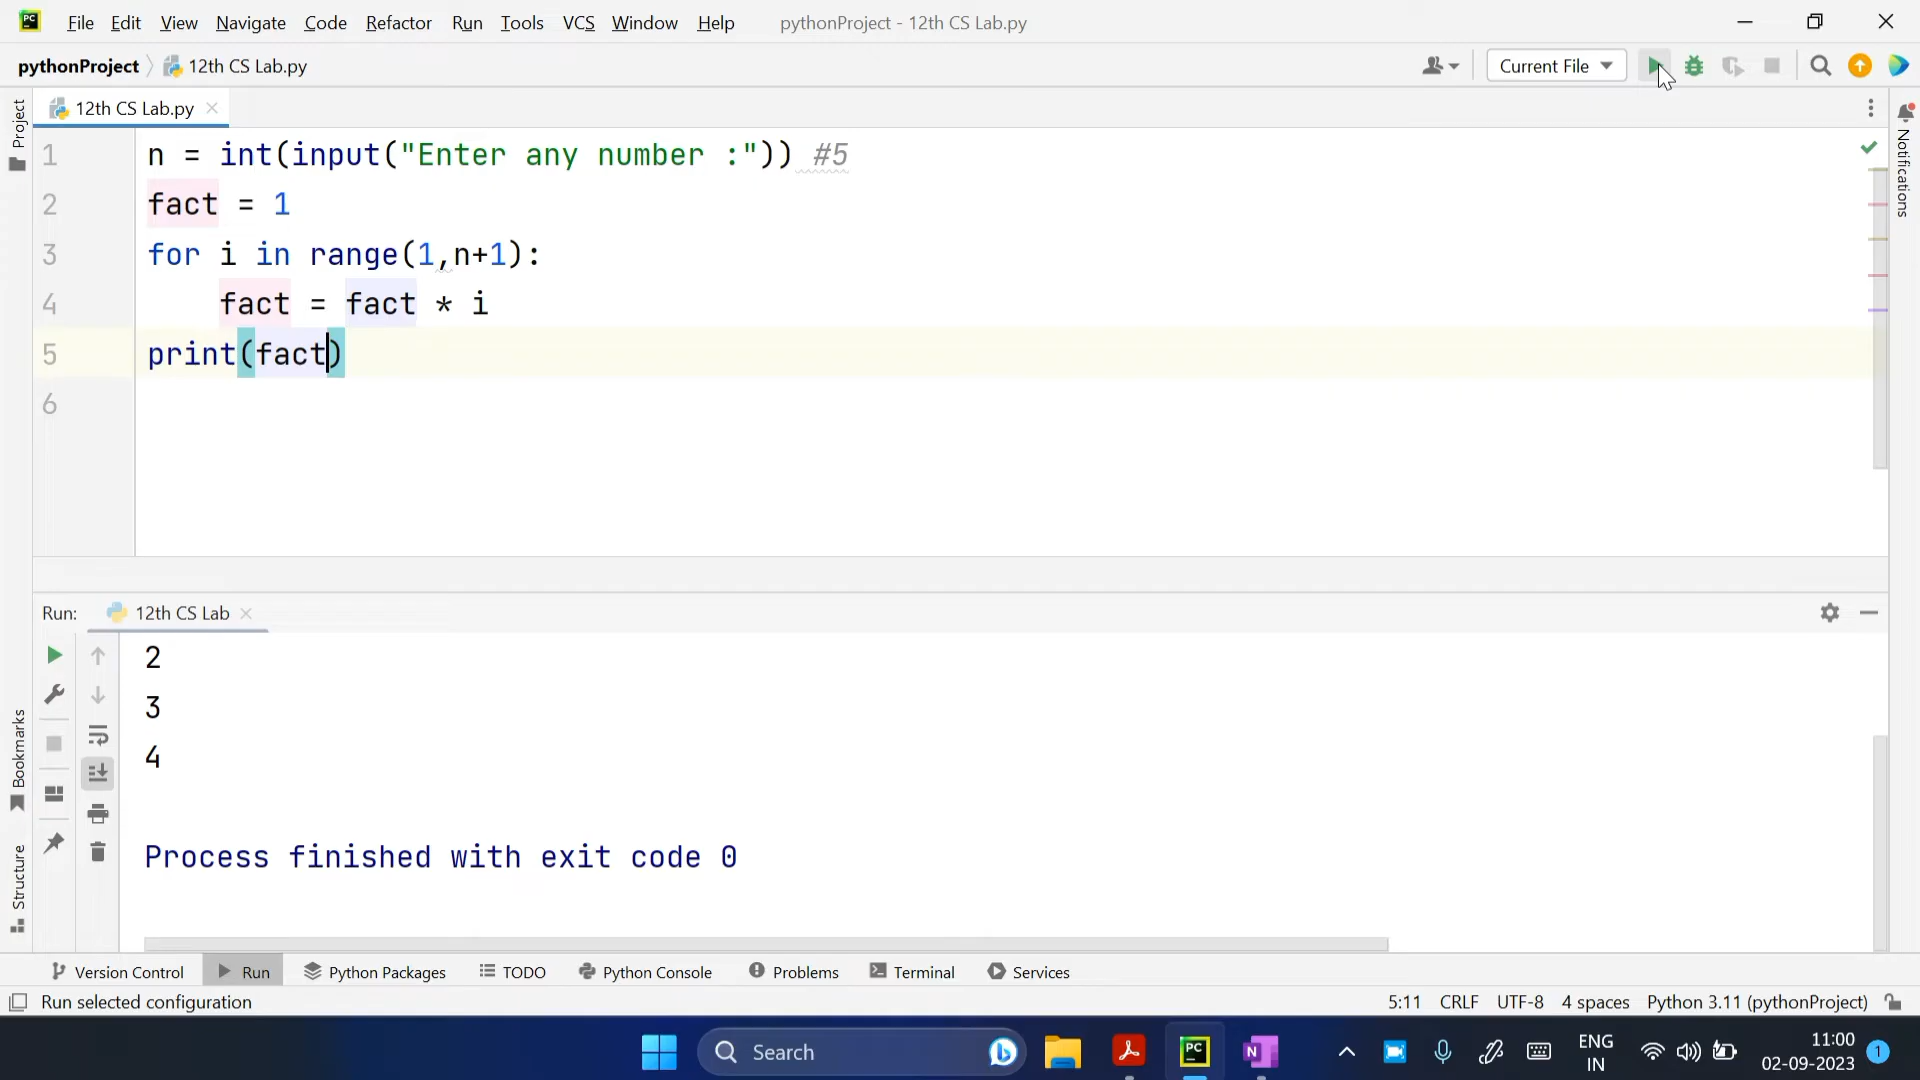 PC File Edit View Navigate Code Refactor Run Tools VCS Window Help pythonProject - 12th CS Lab.py
pythonProject 12th CS Lab.py Current File
12th CS Lab.py
Project
Notifications
1 n = int(input("Enter any number :")) #5
2 fact = 1
3 for i in range(1,n+1):
4 fact = fact * i
5 print(fact)
6
Run: 12th CS Lab
2
3
4
Process finished with exit code 0
Bookmarks
Structure
Version Control Run Python Packages TODO Python Console Problems Terminal Services
Run selected configuration 5:11 CRLF UTF-8 4 spaces Python 3.11 (pythonProject)
Search PC N ENG 11:00
IN 02-09-2023 1